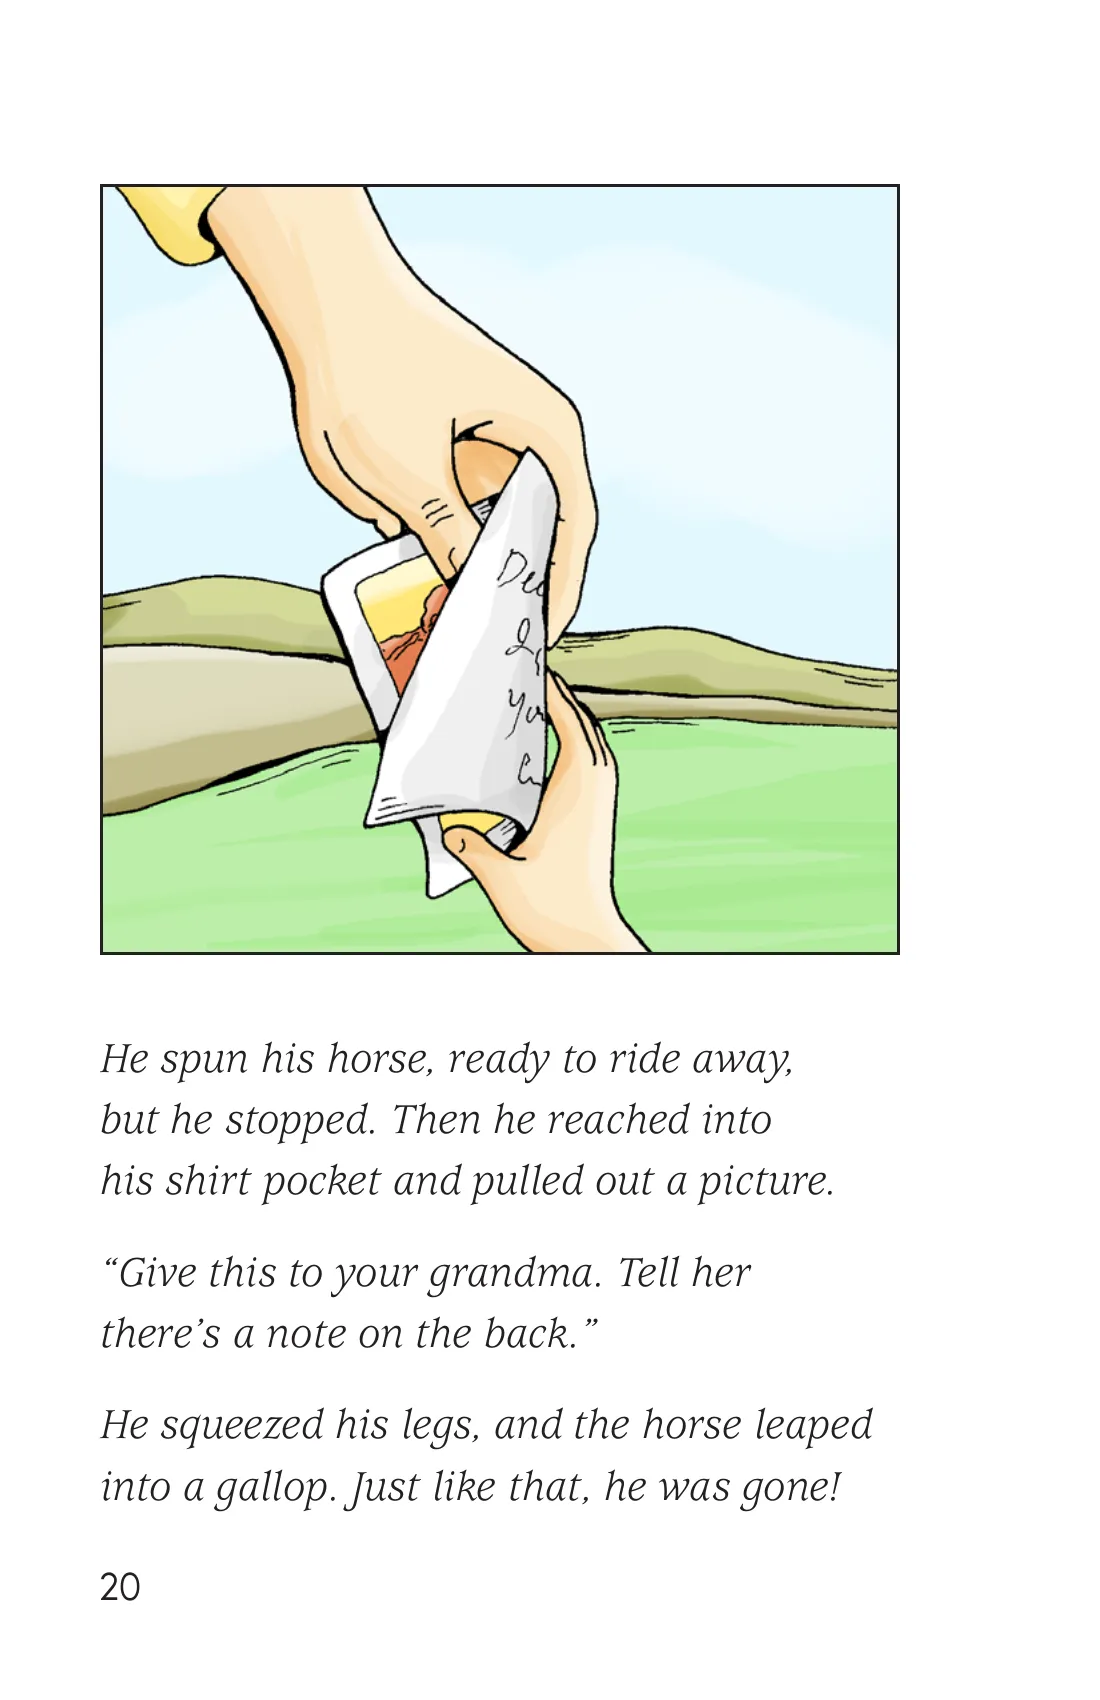 He spun his horse, ready to ride away,
but he stopped. Then he reached into
his shirt pocket and pulled out a picture.
“Give this to your grandma. Tell her
there’s a note on the back.”
He squeezed his legs, and the horse leaped
into a gallop. Just like that, he was gone!
20